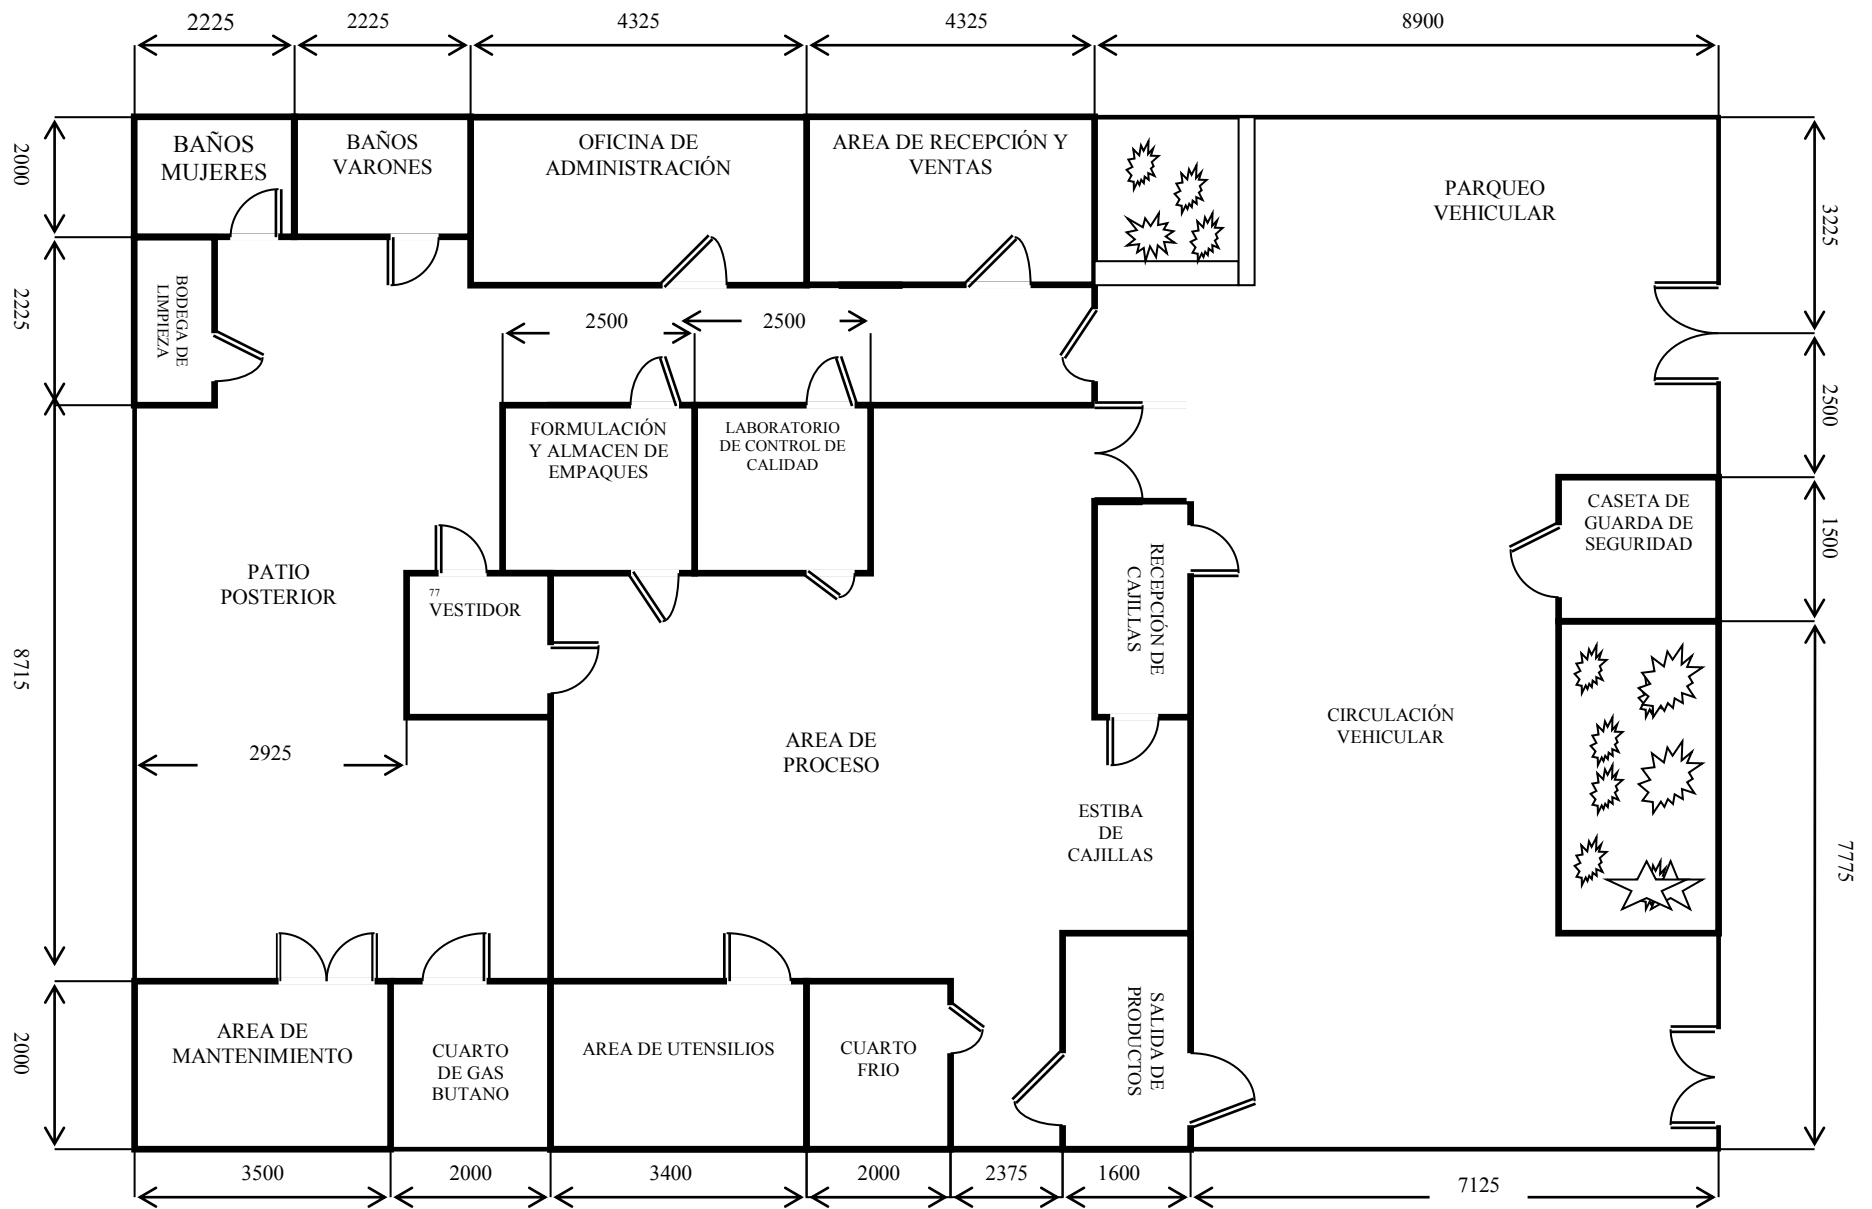 2225
2225
4325
4325
8900
BAÑOS
MUJERES
BAÑOS
VARONES
OFICINA DE
ADMINISTRACIÓN
AREA DE RECEPCIÓN Y
VENTAS
PARQUEO
VEHICULAR
2000
3225
BODEGA DE
LIMPIEZA
2225
2500
2500
2500
FORMULACIÓN
Y ALMACEN DE
EMPAQUES
LABORATORIO
DE CONTROL DE
CALIDAD
CASETA DE
GUARDA DE
SEGURIDAD
1500
RECEPCIÓN DE
CAJILLAS
PATIO
POSTERIOR
77
VESTIDOR
8715
2925
AREA DE
PROCESO
CIRCULACIÓN
VEHICULAR
ESTIBA
DE
CAJILLAS
7775
AREA DE
MANTENIMIENTO
CUARTO
DE GAS
BUTANO
AREA DE UTENSILIOS
CUARTO
FRIO
SALIDA DE
PRODUCTOS
2000
3500
2000
3400
2000
2375
1600
7125